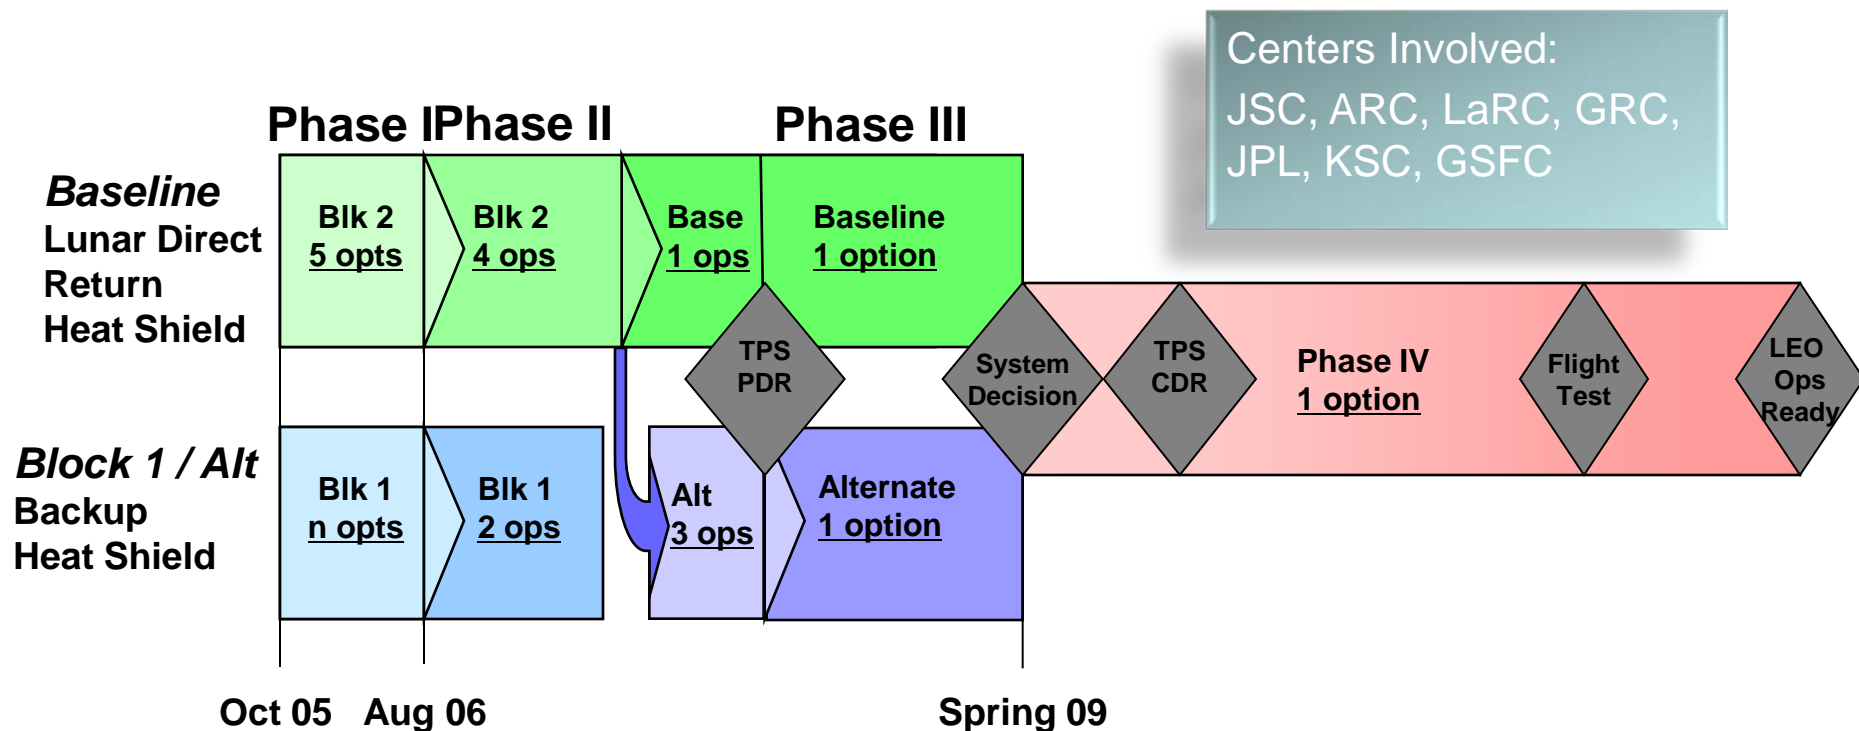 Centers Involved:
JSC, ARC, LaRC, GRC,
JPL, KSC, GSFC
Phase I
Phase II
Phase III
Baseline
Lunar Direct
Return
Heat Shield
Blk 2
5 opts
Blk 2
4 ops
Base
1 ops
Baseline
1 option
TPS
PDR
System
Decision
TPS
CDR
Phase IV
1 option
Flight
Test
LEO
Ops
Ready
Block 1 / Alt
Backup
Heat Shield
Blk 1
n opts
Blk 1
2 ops
Alt
3 ops
Alternate
1 option
Oct 05
Aug 06
Spring 09